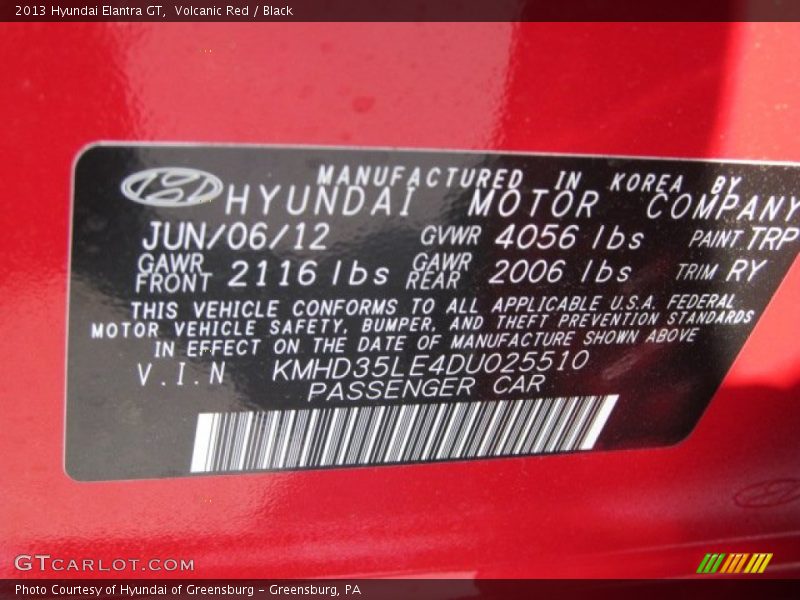 2013 Hyundai Elantra GT,  Volcanic Red / Black
MANUFACTURED IN KOREA BY
HYUNDAI MOTOR COMPANY
JUN/06/12 GVWR 4056 lbs PAINT TRP
GAWR FRONT 2116 lbs GAWR REAR 2006 lbs TRIM RY
THIS VEHICLE CONFORMS TO ALL APPLICABLE U.S.A. FEDERAL
MOTOR VEHICLE SAFETY, BUMPER, AND THEFT PREVENTION STANDARDS
IN EFFECT ON THE DATE OF MANUFACTURE SHOWN ABOVE
V.I.N KMHD35LE4DU025510
PASSENGER CAR
GTCARLOT.COM
Photo Courtesy of Hyundai of Greensburg - Greensburg, PA